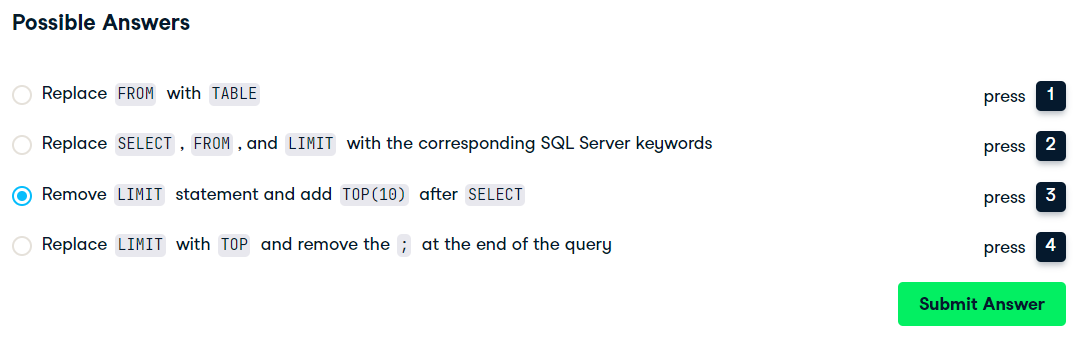 Possible Answers
Replace FROM with TABLE press 1
Replace SELECT, FROM, and LIMIT with the corresponding SQL Server keywords press 2
Remove LIMIT statement and add TOP(10) after SELECT press 3
Replace LIMIT with TOP and remove the ; at the end of the query press 4
Submit Answer